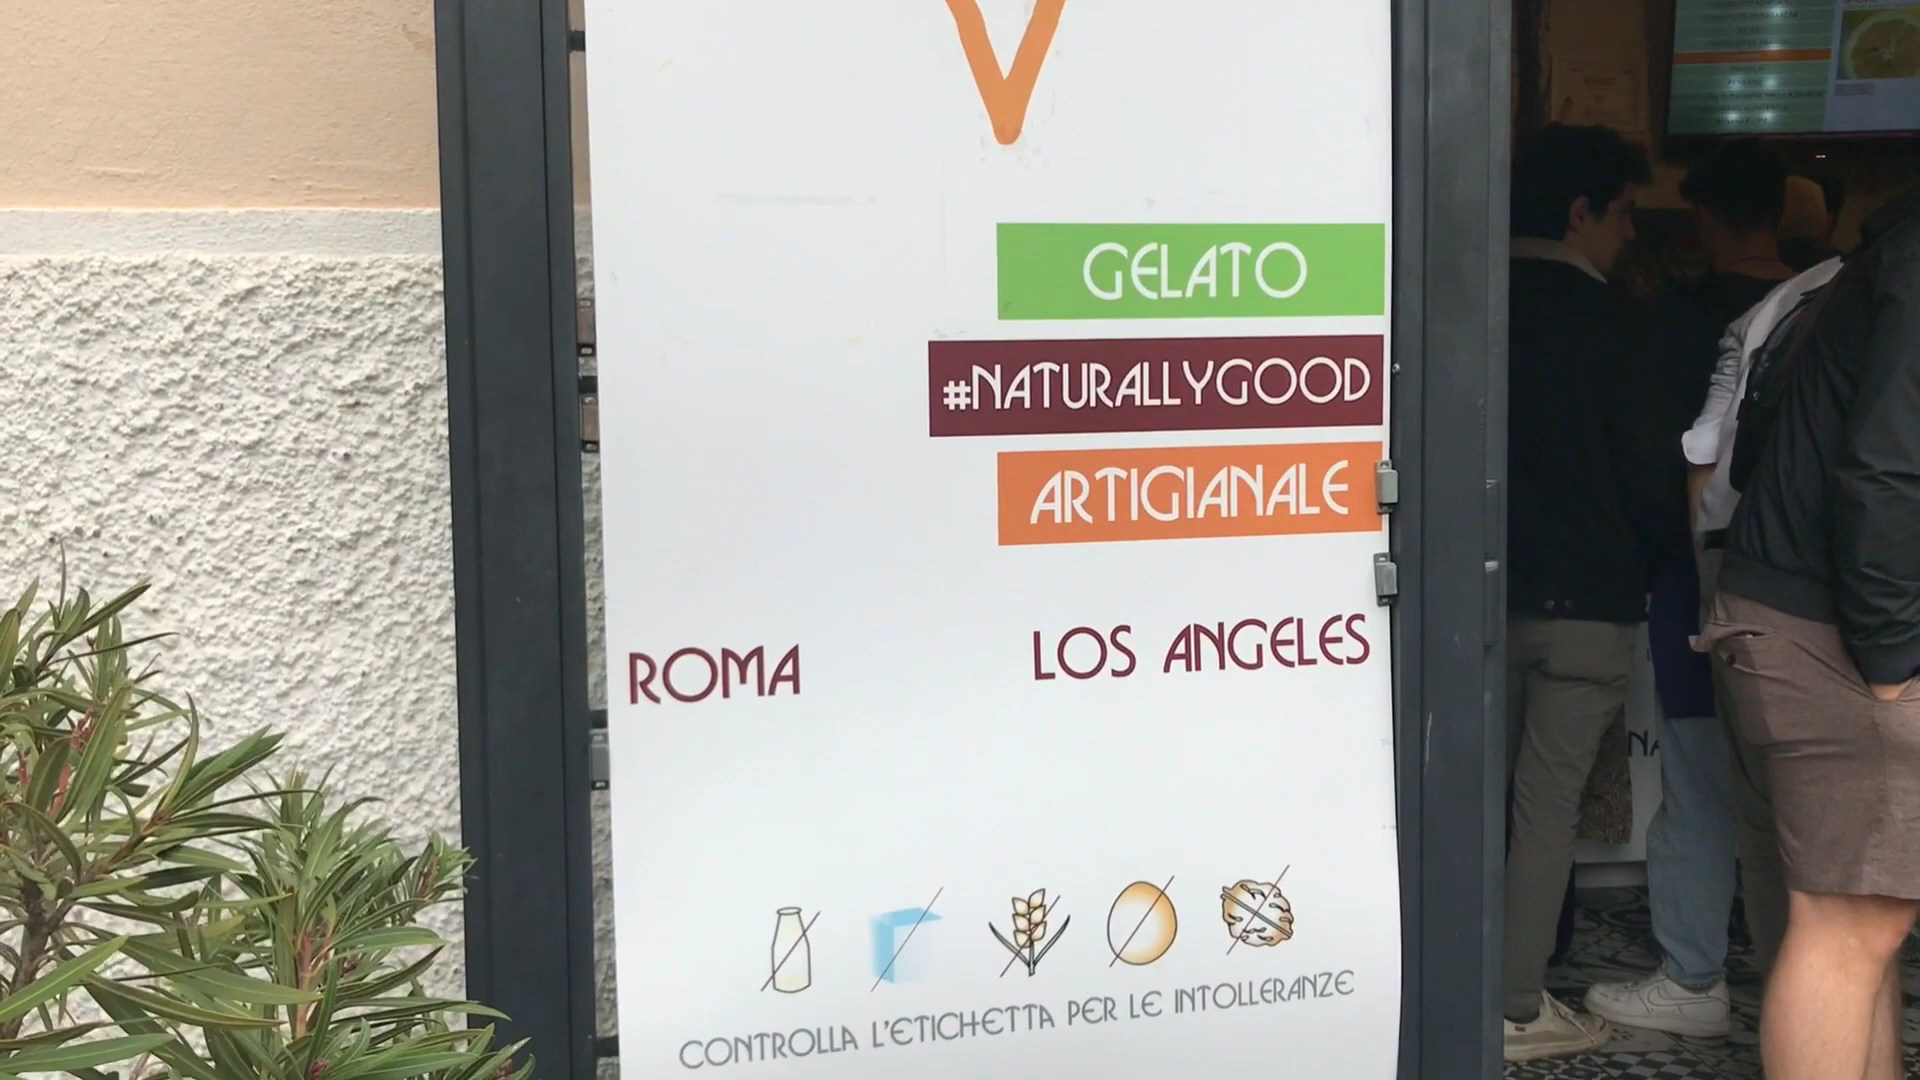 GELATO
#NATURALLYGOOD
ARTIGIANALE
ROMA LOS ANGELES
CONTROLLA L'ETICHETTA PER LE INTOLLERANZE